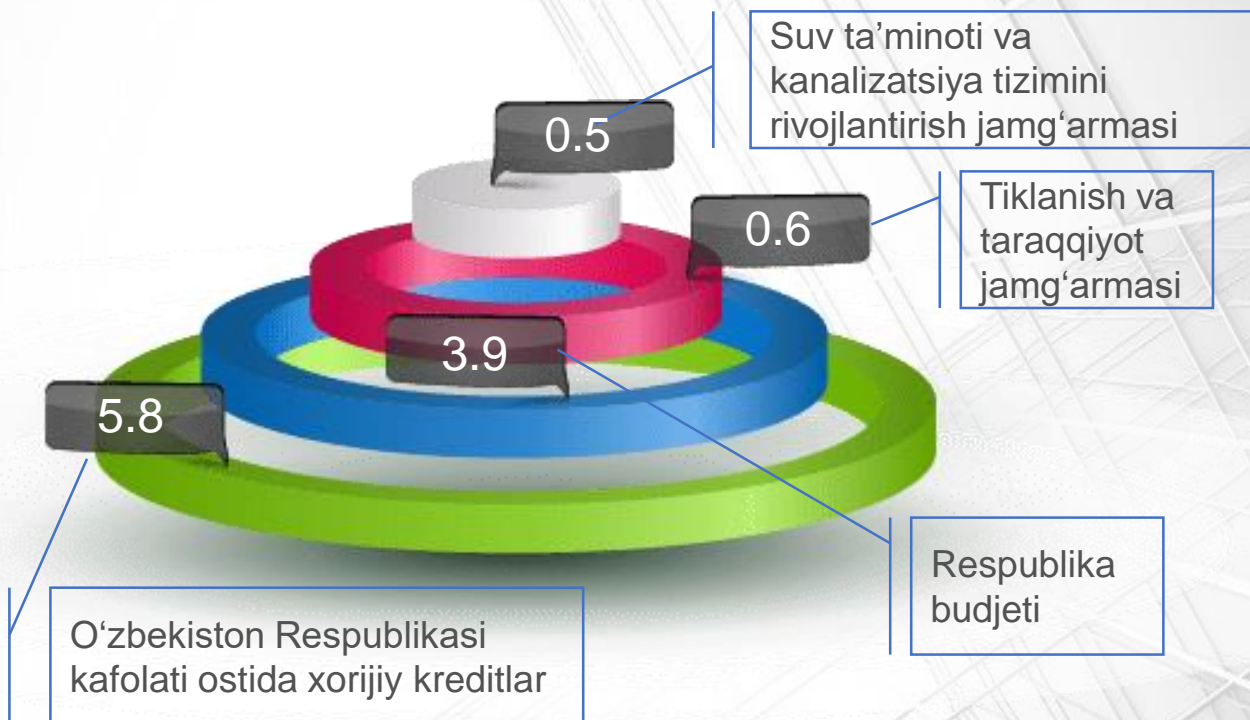 Suv ta’minoti va
kanalizatsiya tizimini
rivojlantirish jamg‘armasi
0.5
Tiklanish va
taraqqiyot
jamg‘armasi
0.6
3.9
5.8
Respublika
budjeti
O‘zbekiston Respublikasi
kafolati ostida xorijiy kreditlar